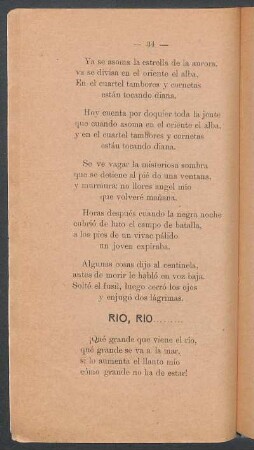 — 34 —
Ya se asoma la estrella de la aurora,
ya se divisa en el oriente el alba,
En el cuartel tambores y cornetas
están tocando diana.
Hoy cuenta por doquier toda la jente
que cuando asoma en el oriente el alba,
y en el cuartel tambores y cornetas
están tocando diana.
Se ve vagar la misteriosa sombra
que se detiene al pié de una ventana,
y murmura: no llores angel mio
que volveré mañana.
Horas después cuando la negra noche
cubrió de luto el campo de batalla,
a los pies de un vivac pálido
un joven expiraba.
Algunas cosas dijo al centinela,
antes de morir le habló en voz baja.
Soltó el fusil, luego cerró los ojos
y enjugó dos lágrimas.
RIO, RIO.........
¡Qué grande que viene el rio,
qué grande se va a la mar,
si lo aumenta el llanto mio
cómo grande no ha de estar!